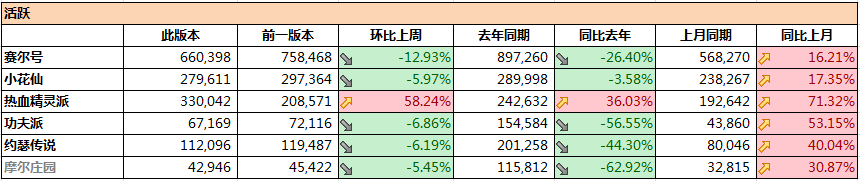 活跃
此版本 前一版本 环比上周 去年同期 同比去年 上月同期 同比上月
赛尔号 660,398 758,468 -12.93% 897,260 -26.40% 568,270 16.21%
小花仙 279,611 297,364 -5.97% 289,998 -3.58% 238,267 17.35%
热血精灵派 330,042 208,571 58.24% 242,632 36.03% 192,642 71.32%
功夫派 67,169 72,116 -6.86% 154,584 -56.55% 43,860 53.15%
约瑟传说 112,096 119,487 -6.19% 201,258 -44.30% 80,046 40.04%
摩尔庄园 42,946 45,422 -5.45% 115,812 -62.92% 32,815 30.87%